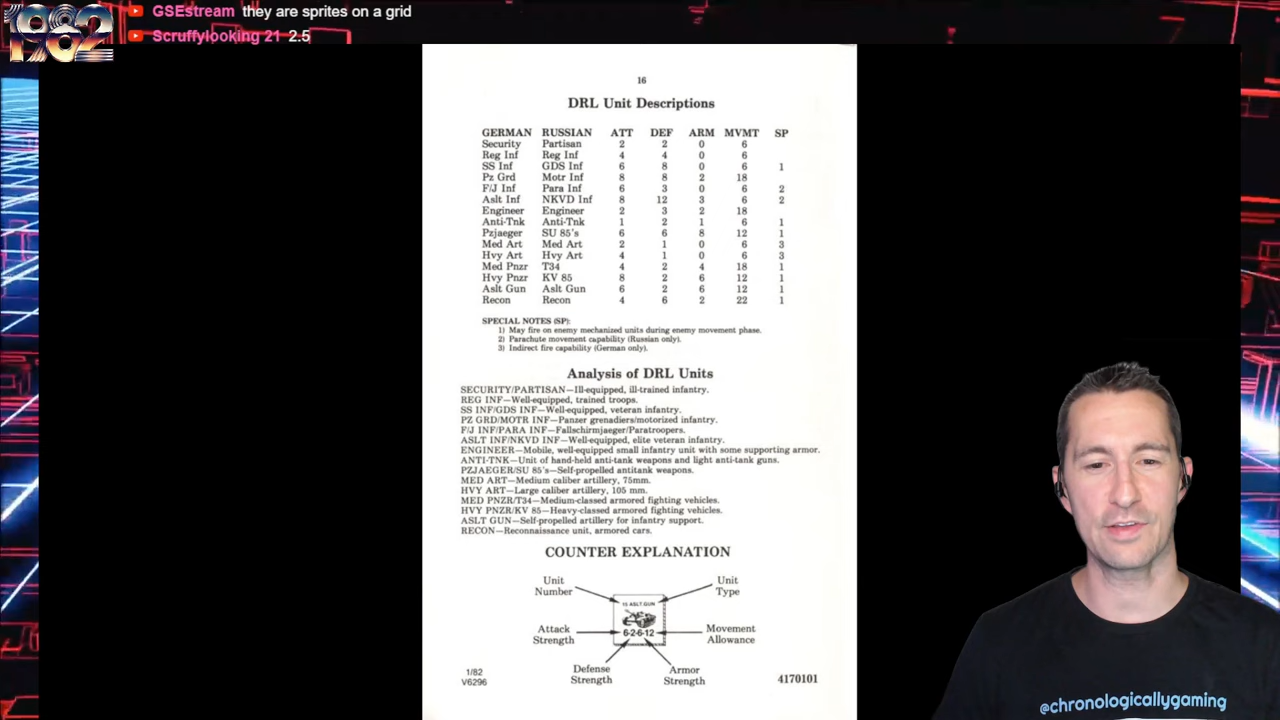 1982
GSEstream they are sprites on a grid
Scruffylooking 21 2.5
16
DRL Unit Descriptions
GERMAN RUSSIAN ATT DEF ARM MVMT SP
Security Partisan 2 2 0 6
Reg Inf Reg Inf 4 4 0 6
SS Inf GDS Inf 6 8 0 6 1
Pz Grd Motr Inf 8 8 2 18
F/J Inf Para Inf 6 3 0 6 2
Aslt Inf NKVD Inf 8 12 3 6 2
Engineer Engineer 2 3 2 18
Anti-Tnk Anti-Tnk 1 2 1 6 1
Pzjaeger SU 85's 6 6 8 12 1
Med Art Med Art 2 1 0 6 3
Hvy Art Hvy Art 4 1 0 6 3
Med Pnzr T34 4 2 4 18 1
Hvy Pnzr KV 85 8 2 6 12 1
Aslt Gun Aslt Gun 6 2 6 12 1
Recon Recon 4 6 2 22 1
SPECIAL NOTES (SP):
1) May fire on enemy mechanized units during enemy movement phase.
2) Parachute movement capability (Russian only).
3) Indirect fire capability (German only).
Analysis of DRL Units
SECURITY/PARTISAN—Ill-equipped, ill-trained infantry.
REG INF—Well-equipped, trained troops.
SS INF/GDS INF—Well-equipped, veteran infantry.
PZ GRD/MOTR INF—Panzer grenadiers/motorized infantry.
F/J INF/PARA INF—Fallschirmjaeger/Paratroopers.
ASLT INF/NKVD INF—Well-equipped, elite veteran infantry.
ENGINEER—Mobile, well-equipped small infantry unit with some supporting armor.
ANTI-TNK—Unit of hand-held anti-tank weapons and light anti-tank guns.
PZJAEGER/SU 85's—Self-propelled antitank weapons.
MED ART—Medium caliber artillery, 75mm.
HVY ART—Large caliber artillery, 105 mm.
MED PNZR/T34—Medium-classed armored fighting vehicles.
HVY PNZR/KV 85—Heavy-classed armored fighting vehicles.
ASLT GUN—Self-propelled artillery for infantry support.
RECON—Reconnaissance unit, armored cars.
COUNTER EXPLANATION
Unit Number
Unit Type
10 ASLT GUN
6-2-6-12
Attack Strength
Movement Allowance
Defense Strength
Armor Strength
1/82
V6296
4170101
@chronologicallygaming